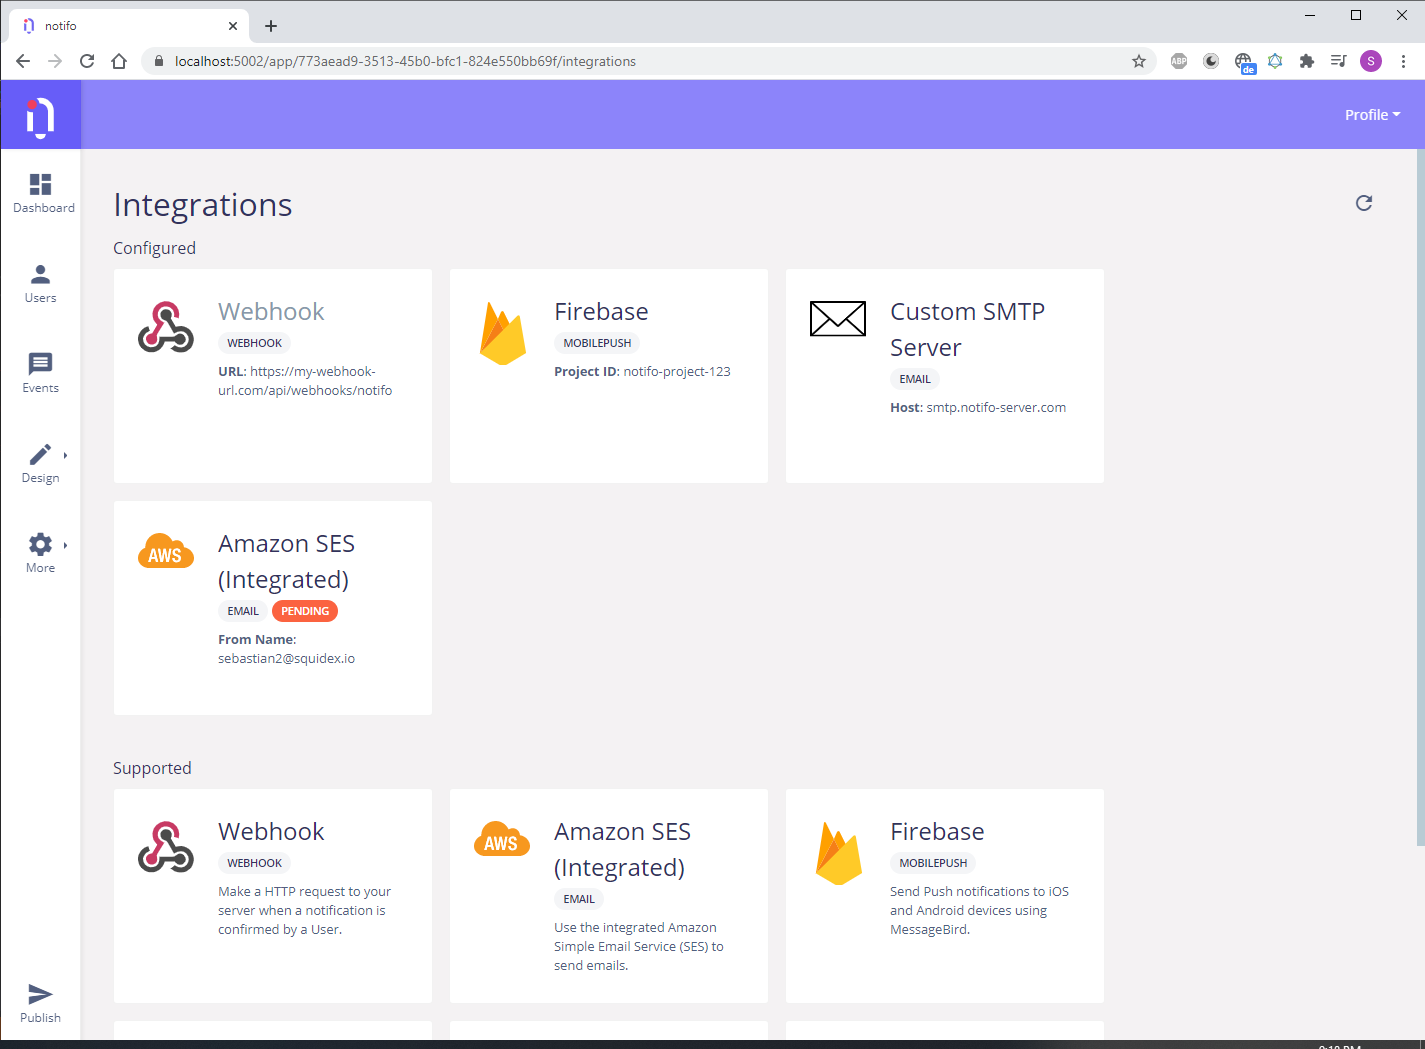 notifo
localhost:5002/app/773aead9-3513-45b0-bfc1-824e550bb69f/integrations
ABP
de
S
Profile
Dashboard
Users
Events
Design
More
Publish
Integrations
Configured
Webhook
WEBHOOK
URL: https://my-webhook-
url.com/api/webhooks/notifo
Firebase
MOBILEPUSH
Project ID: notifo-project-123
Custom SMTP
Server
EMAIL
Host: smtp.notifo-server.com
AWS
Amazon SES
(Integrated)
EMAIL PENDING
From Name:
sebastian2@squidex.io
Supported
Webhook
WEBHOOK
Make a HTTP request to your
server when a notification is
confirmed by a User.
AWS
Amazon SES
(Integrated)
EMAIL
Use the integrated Amazon
Simple Email Service (SES) to
send emails.
Firebase
MOBILEPUSH
Send Push notifications to iOS
and Android devices using
MessageBird.